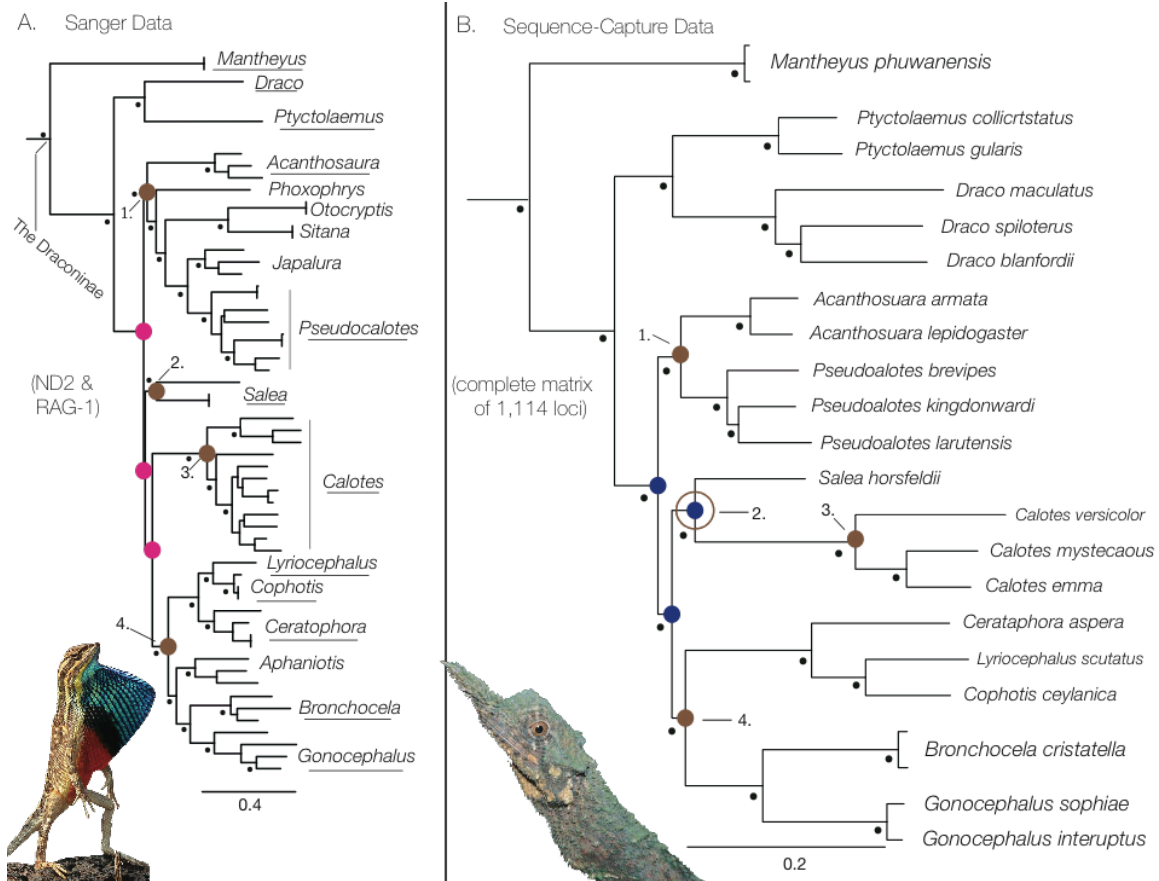 A. Sanger Data
Mantheyus
Draco
Ptyctolaemus
Acanthosaura
Phoxophrys
1.
Otocryptis
Sitana
The Draconinae
Japalura
Pseudocalotes
(ND2 &
RAG-1)
2.
Salea
3.
Calotes
Lyriocephalus
Cophotis
4.
Ceratophora
Aphaniotis
Bronchocela
Gonocephalus
0.4
B. Sequence-Capture Data
Mantheyus phuwanensis
Ptyctolaemus collicrtstatus
Ptyctolaemus gularis
Draco maculatus
Draco spiloterus
Draco blanfordii
Acanthosuara armata
1.
Acanthosuara lepidogaster
(complete matrix
of 1,114 loci)
Pseudoalotes brevipes
Pseudoalotes kingdonwardi
Pseudoalotes larutensis
Salea horsfeldii
2.
3.
Calotes versicolor
Calotes mystecaous
Calotes emma
Cerataphora aspera
Lyriocephalus scutatus
Cophotis ceylanica
4.
Bronchocela cristatella
Gonocephalus sophiae
Gonocephalus interuptus
0.2